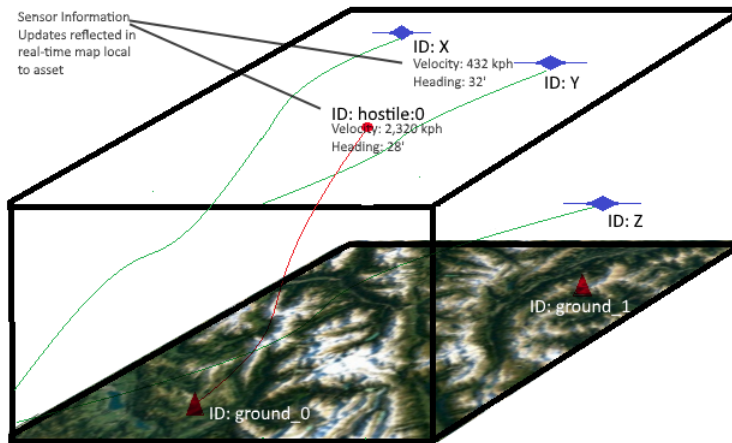 Sensor Information
Updates reflected in
real-time map local
to asset
ID: X
Velocity: 432 kph
Heading: 32'
ID: Y
ID: hostile:0
Velocity: 2,320 kph
Heading: 28'
ID: Z
ID: ground_1
ID: ground_0